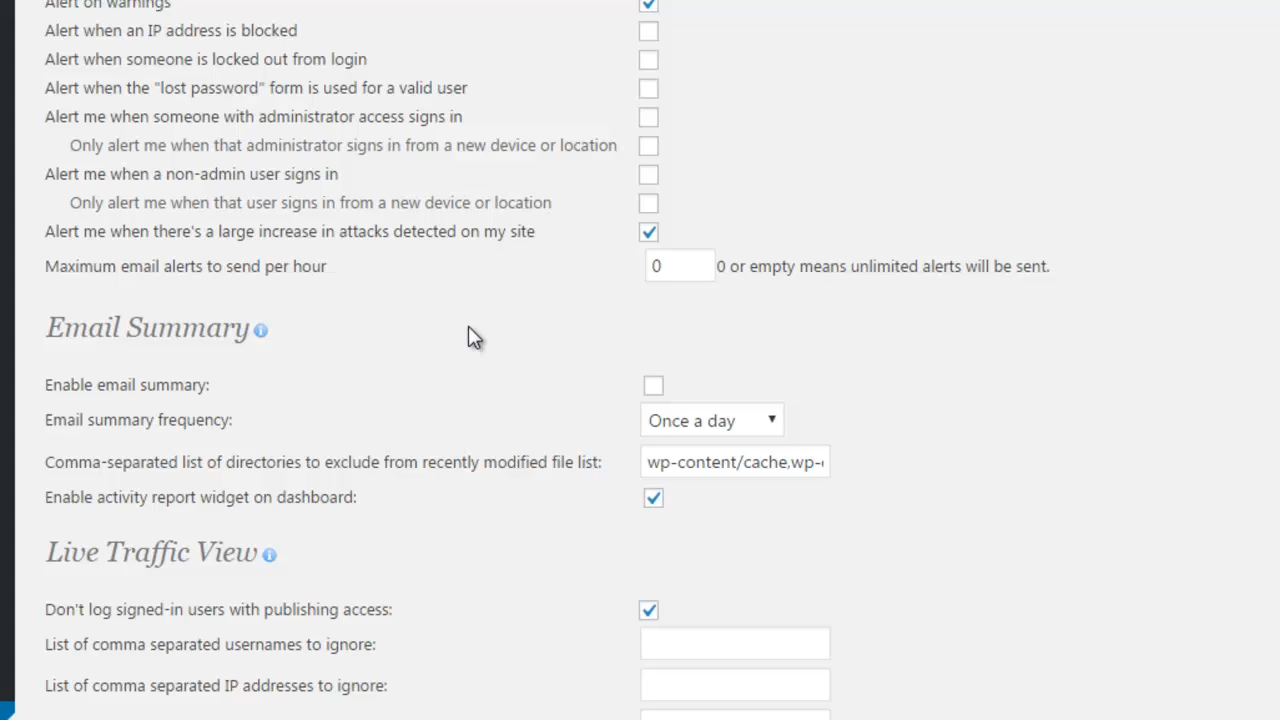 Alert on warnings
Alert when an IP address is blocked
Alert when someone is locked out from login
Alert when the "lost password" form is used for a valid user
Alert me when someone with administrator access signs in
Only alert me when that administrator signs in from a new device or location
Alert me when a non-admin user signs in
Only alert me when that user signs in from a new device or location
Alert me when there's a large increase in attacks detected on my site
Maximum email alerts to send per hour 0 0 or empty means unlimited alerts will be sent.
Email Summary
Enable email summary:
Email summary frequency: Once a day
Comma-separated list of directories to exclude from recently modified file list: wp-content/cache,wp-
Enable activity report widget on dashboard:
Live Traffic View
Don't log signed-in users with publishing access:
List of comma separated usernames to ignore:
List of comma separated IP addresses to ignore: